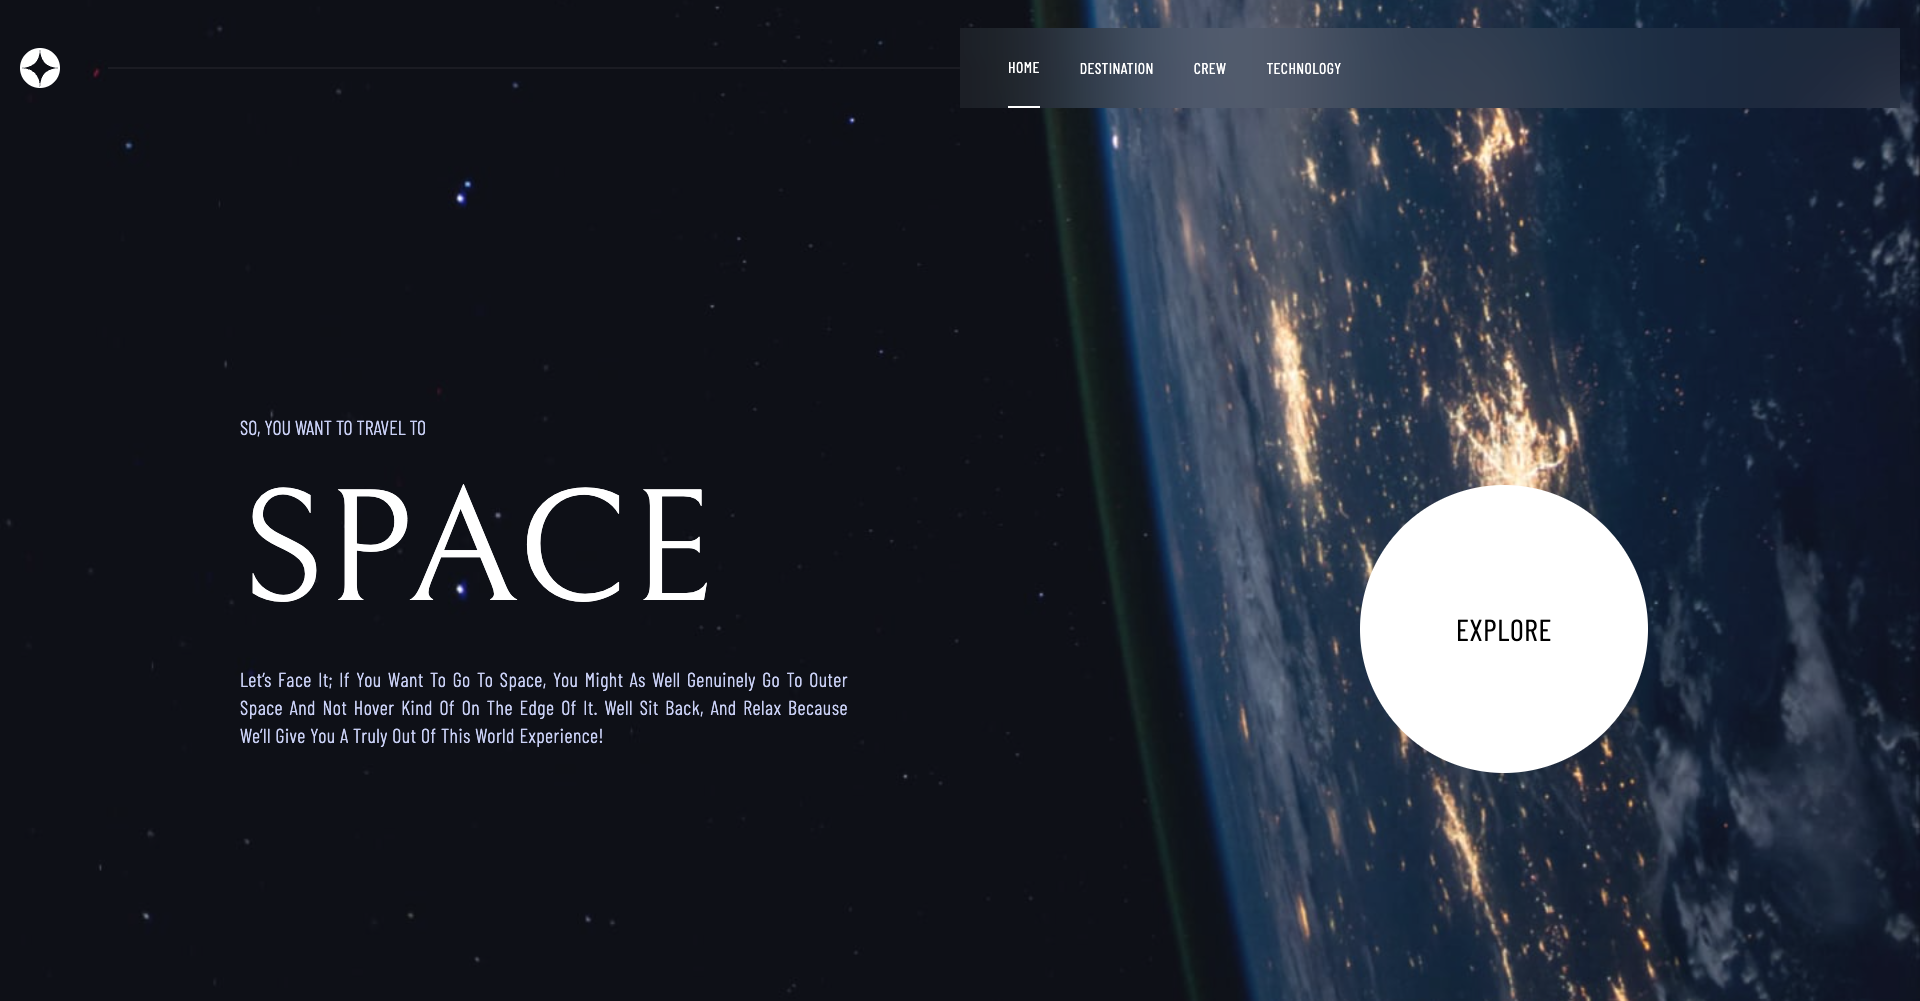 HOME DESTINATION CREW TECHNOLOGY
SO, YOU WANT TO TRAVEL TO
SPACE
Let's Face It; If You Want To Go To Space, You Might As Well Genuinely Go To Outer
Space And Not Hover Kind Of On The Edge Of It. Well Sit Back, And Relax Because
We'll Give You A Truly Out Of This World Experience!
EXPLORE